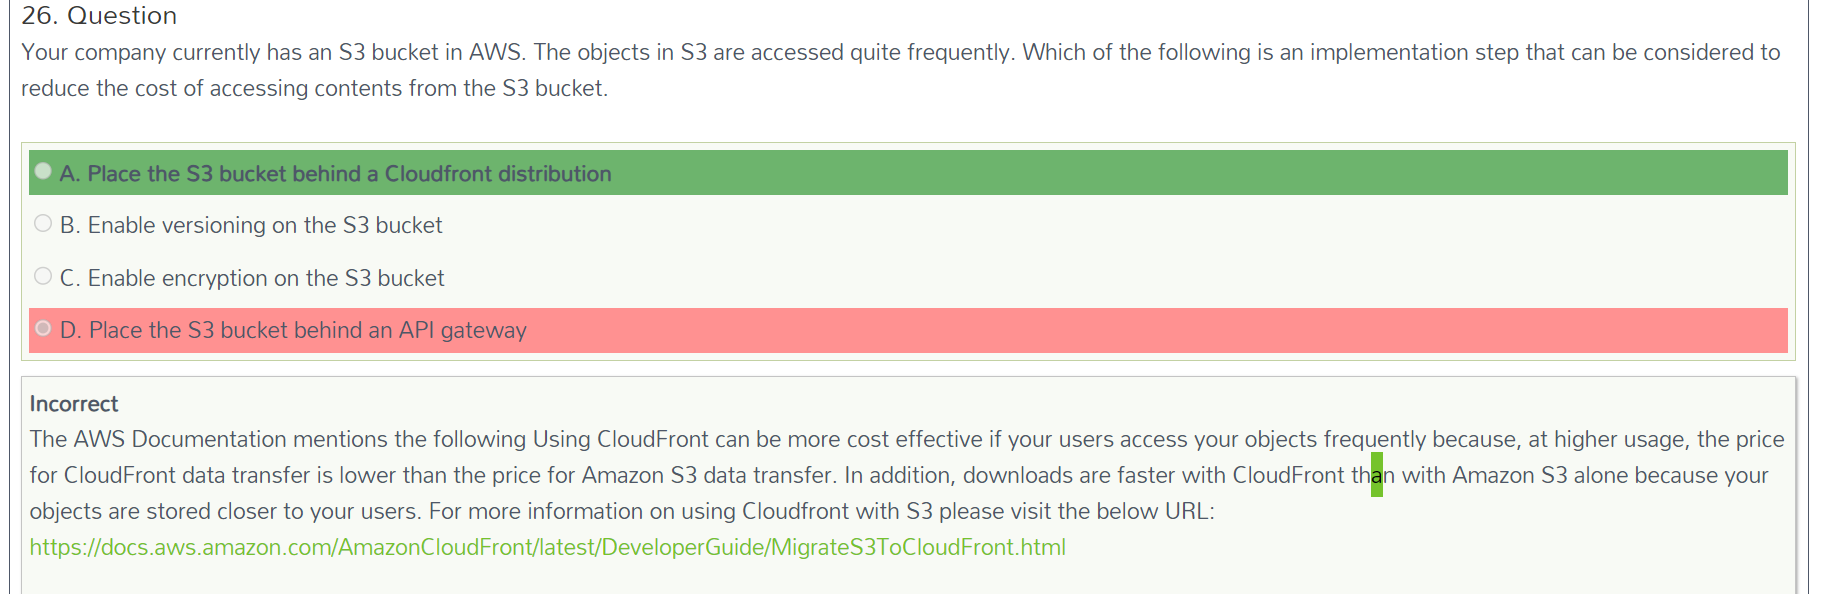 26. Question
Your company currently has an S3 bucket in AWS. The objects in S3 are accessed quite frequently. Which of the following is an implementation step that can be considered to
reduce the cost of accessing contents from the S3 bucket.
A. Place the S3 bucket behind a Cloudfront distribution
B. Enable versioning on the S3 bucket
C. Enable encryption on the S3 bucket
D. Place the S3 bucket behind an API gateway
Incorrect
The AWS Documentation mentions the following Using CloudFront can be more cost effective if your users access your objects frequently because, at higher usage, the price
for CloudFront data transfer is lower than the price for Amazon S3 data transfer. In addition, downloads are faster with CloudFront than with Amazon S3 alone because your
objects are stored closer to your users. For more information on using Cloudfront with S3 please visit the below URL:
https://docs.aws.amazon.com/AmazonCloudFront/latest/DeveloperGuide/MigrateS3ToCloudFront.html